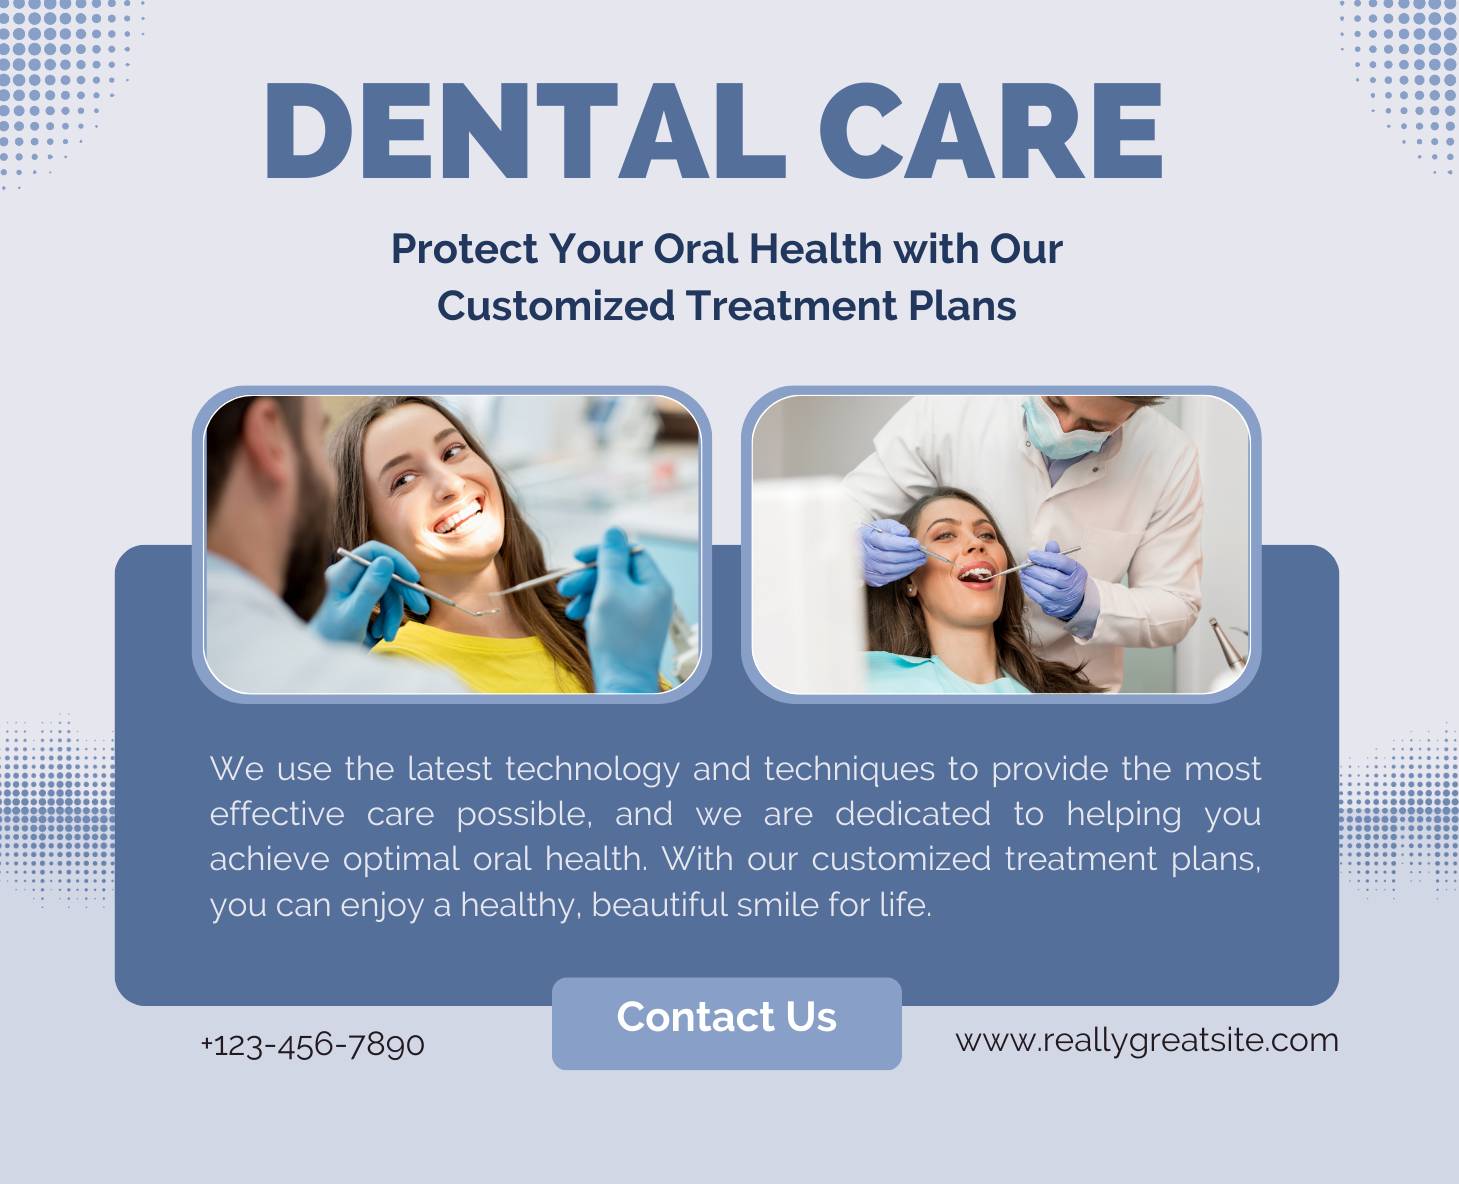 DENTAL CARE
Protect Your Oral Health with Our
Customized Treatment Plans
We use the latest technology and techniques to provide the most
effective care possible, and we are dedicated to helping you
achieve optimal oral health. With our customized treatment plans,
you can enjoy a healthy, beautiful smile for life.
Contact Us
+123-456-7890
www.reallygreatsite.com